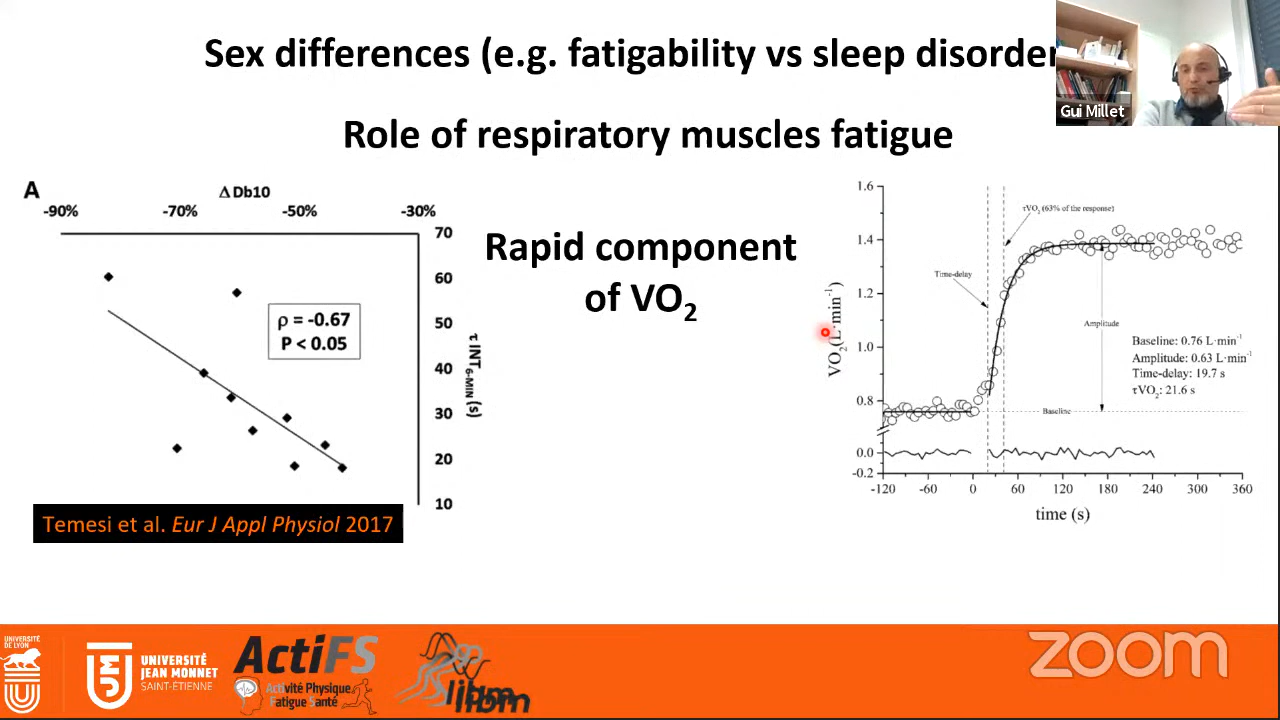 Sex differences (e.g. fatigability vs sleep disorder
Gui Millet
Role of respiratory muscles fatigue
A
Δ Db10
-90% -70% -50% -30%
70
60
50
40
30
20
10
τ INT6-MIN (s)
ρ = -0.67
P < 0.05
Temesi et al. Eur J Appl Physiol 2017
Rapid component
of VO2
1.6
1.4
1.2
1.0
0.8
0.0
-0.2
VO2(L·min-1)
τVO2 (63% of the response)
Time-delay
Amplitude
Baseline: 0.76 L·min-1
Amplitude: 0.63 L·min-1
Time-delay: 19.7 s
τVO2: 21.6 s
Baseline
-120 -60 0 60 120 180 240 300 360
time (s)
UNIVERSITÉ
DE LYON
UNIVERSITÉ
JEAN MONNET
SAINT-ÉTIENNE
ActiFS
Activité Physique
Fatigue Santé
libm
zoom